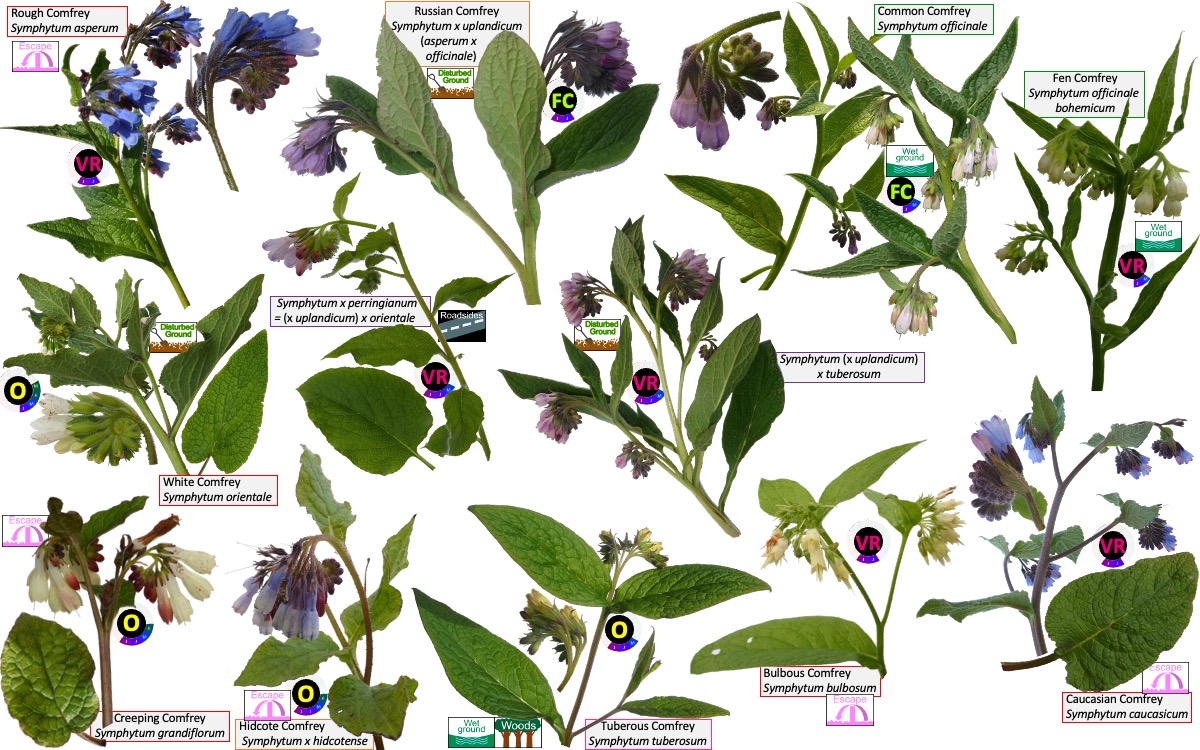 Rough Comfrey
Symphytum asperum
Escape
VR
Russian Comfrey
Symphytum x uplandicum
(asperum x
officinale)
Disturbed
Ground
FC
Common Comfrey
Symphytum officinale
Wet
ground
FC
Fen Comfrey
Symphytum officinale
bohemicum
Wet
ground
VR
Disturbed
Ground
O
White Comfrey
Symphytum orientale
Symphytum x perringianum
= (x uplandicum) x orientale
Roadsides
VR
Disturbed
Ground
VR
Symphytum (x uplandicum)
x tuberosum
Escape
O
Creeping Comfrey
Symphytum grandiflorum
Escape
O
Hidcote Comfrey
Symphytum x hidcotense
O
Wet
ground
Woods
Tuberous Comfrey
Symphytum tuberosum
VR
Bulbous Comfrey
Symphytum bulbosum
Escape
VR
Escape
Caucasian Comfrey
Symphytum caucasicum